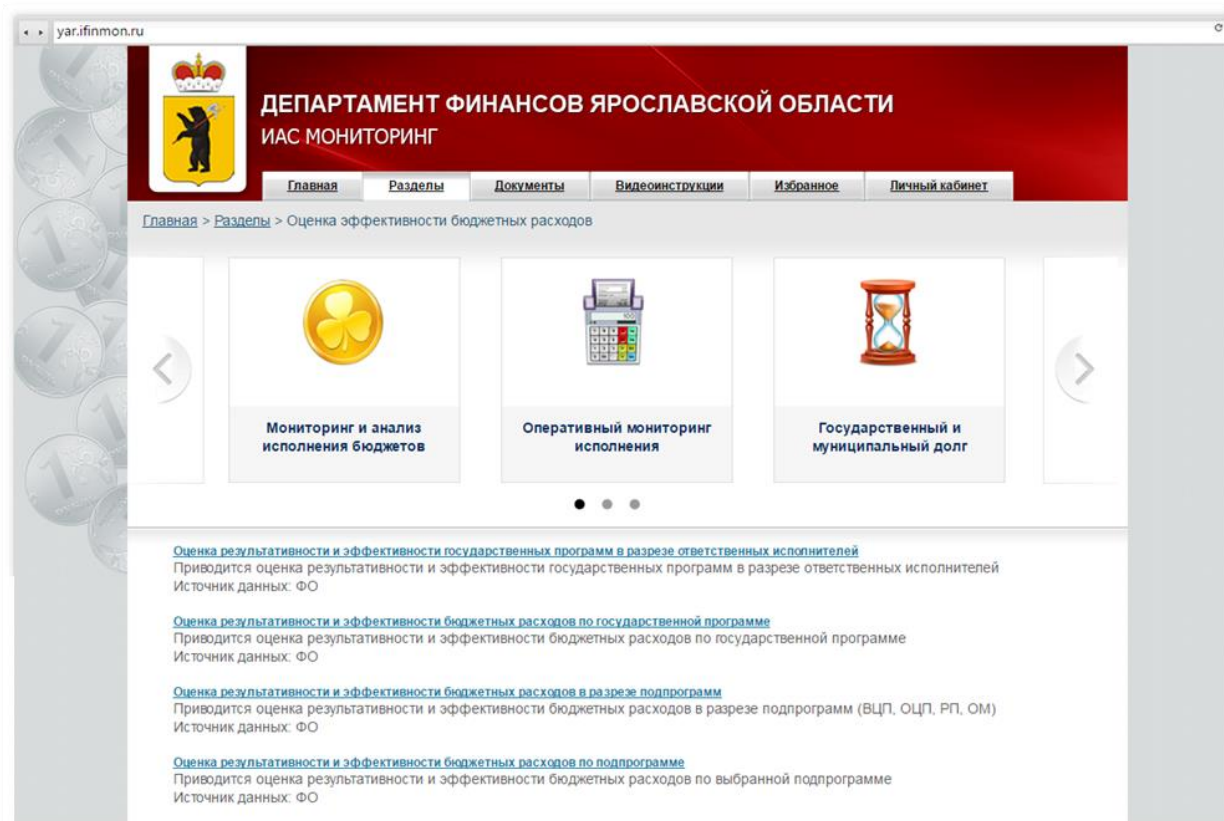 yar.ifinmon.ru
ДЕПАРТАМЕНТ ФИНАНСОВ ЯРОСЛАВСКОЙ ОБЛАСТИ
ИАС МОНИТОРИНГ
Главная Разделы Документы Видеоинструкции Избранное Личный кабинет
Главная > Разделы > Оценка эффективности бюджетных расходов
Мониторинг и анализ
исполнения бюджетов
Оперативный мониторинг
исполнения
Государственный и
муниципальный долг
Оценка результативности и эффективности государственных программ в разрезе ответственных исполнителей
Приводится оценка результативности и эффективности государственных программ в разрезе ответственных исполнителей
Источник данных: ФО
Оценка результативности и эффективности бюджетных расходов по государственной программе
Приводится оценка результативности и эффективности бюджетных расходов по государственной программе
Источник данных: ФО
Оценка результативности и эффективности бюджетных расходов в разрезе подпрограмм
Приводится оценка результативности и эффективности бюджетных расходов в разрезе подпрограмм (ВЦП, ОЦП, РП, ОМ)
Источник данных: ФО
Оценка результативности и эффективности бюджетных расходов по подпрограмме
Приводится оценка результативности и эффективности бюджетных расходов по выбранной подпрограмме
Источник данных: ФО